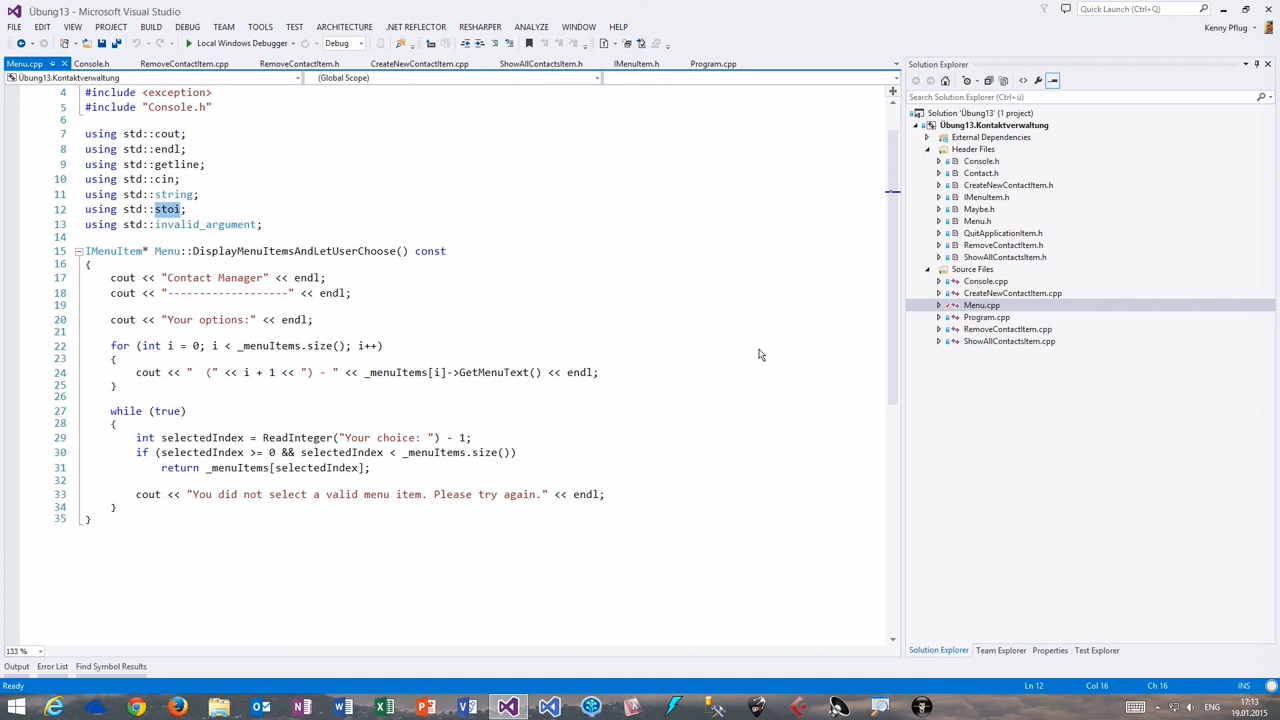 Übung13 - Microsoft Visual Studio
Quick Launch (Ctrl+Q)
FILE EDIT VIEW PROJECT BUILD DEBUG TEAM TOOLS TEST ARCHITECTURE .NET REFLECTOR RESHARPER ANALYZE WINDOW HELP
Kenny Pflug
Local Windows Debugger Debug
Menu.cpp Console.h RemoveContactItem.cpp RemoveContactItem.h CreateNewContactItem.cpp ShowAllContactsItem.h IMenuItem.h Program.cpp
Übung13.Kontaktverwaltung (Global Scope)
4 #include <exception>
5 #include "Console.h"
6
7 using std::cout;
8 using std::endl;
9 using std::getline;
10 using std::cin;
11 using std::string;
12 using std::stoi;
13 using std::invalid_argument;
14
15 IMenuItem* Menu::DisplayMenuItemsAndLetUserChoose() const
16 {
17 cout << "Contact Manager" << endl;
18 cout << "-------------------" << endl;
19
20 cout << "Your options:" << endl;
21
22 for (int i = 0; i < _menuItems.size(); i++)
23 {
24 cout << "  (" << i + 1 << ") - " << _menuItems[i]->GetMenuText() << endl;
25 }
26
27 while (true)
28 {
29 int selectedIndex = ReadInteger("Your choice: ") - 1;
30 if (selectedIndex >= 0 && selectedIndex < _menuItems.size())
31 return _menuItems[selectedIndex];
32
33 cout << "You did not select a valid menu item. Please try again." << endl;
34 }
35 }
133 %
Solution Explorer
Search Solution Explorer (Ctrl+ü)
Solution 'Übung13' (1 project)
Übung13.Kontaktverwaltung
External Dependencies
Header Files
Console.h
Contact.h
CreateNewContactItem.h
IMenuItem.h
Maybe.h
Menu.h
QuitApplicationItem.h
RemoveContactItem.h
ShowAllContactsItem.h
Source Files
Console.cpp
CreateNewContactItem.cpp
Menu.cpp
Program.cpp
RemoveContactItem.cpp
ShowAllContactsItem.cpp
Solution Explorer Team Explorer Properties Test Explorer
Output Error List Find Symbol Results
Ready Ln 12 Col 16 Ch 16 INS
ENG
17:13
19.01.2015